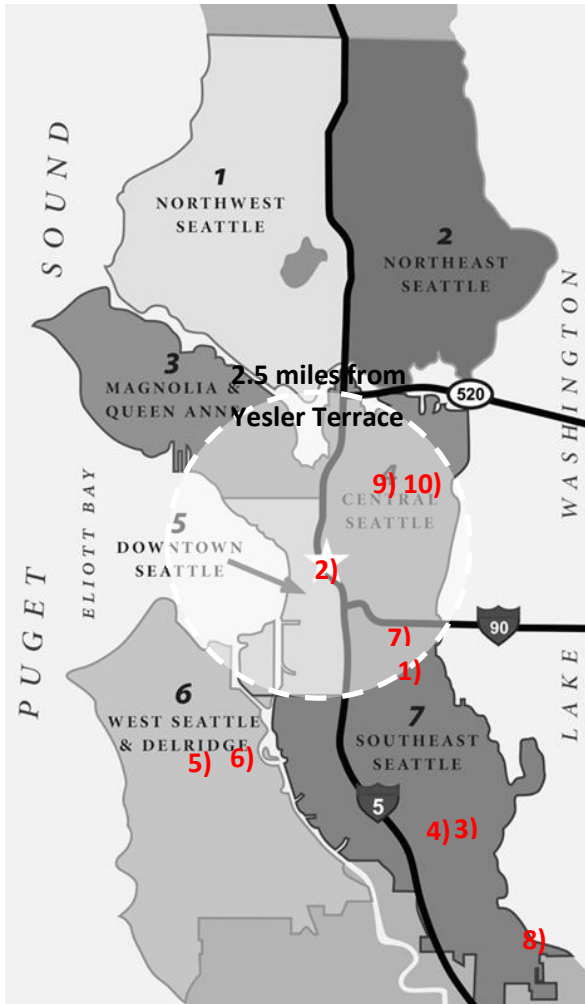 SOUND
1
NORTHWEST
SEATTLE
2
NORTHEAST
SEATTLE
WASHINGTON
3
MAGNOLIA &
QUEEN ANNE
2.5 miles from
Yesler Terrace
520
4
CENTRAL
SEATTLE
9) 10)
ELIOTT BAY
5
DOWNTOWN
SEATTLE
2)
PUGET
90
7)
1)
LAKE
6
WEST SEATTLE
& DELRIDGE
5) 6)
7
SOUTHEAST
SEATTLE
5
4) 3)
8)